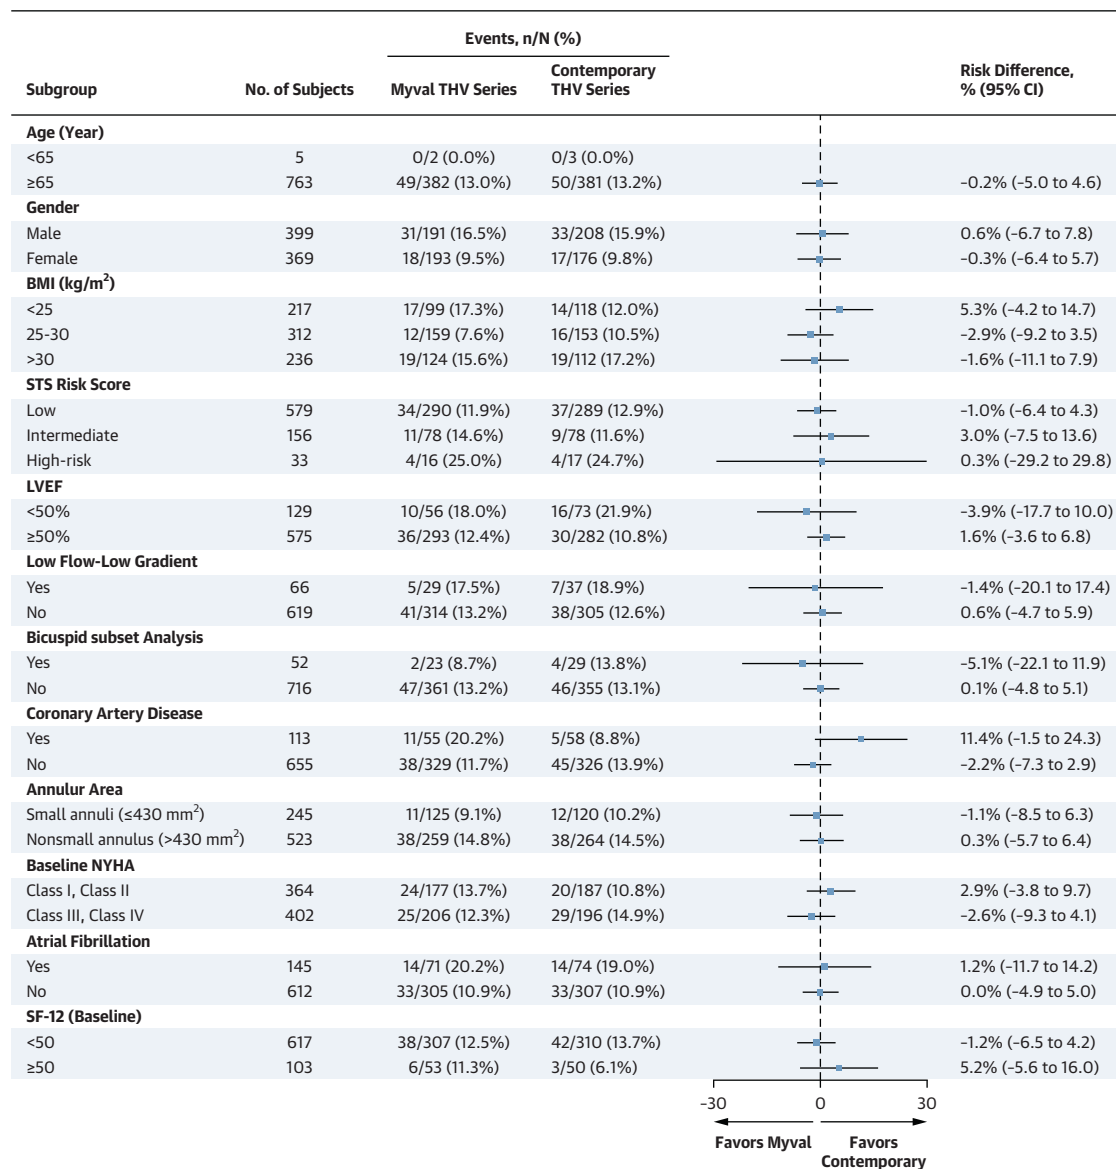 Events, n/N (%)
Subgroup No. of Subjects Myval THV Series Contemporary THV Series Risk Difference, % (95% CI)
Age (Year)
<65 5 0/2 (0.0%) 0/3 (0.0%)
≥65 763 49/382 (13.0%) 50/381 (13.2%) -0.2% (-5.0 to 4.6)
Gender
Male 399 31/191 (16.5%) 33/208 (15.9%) 0.6% (-6.7 to 7.8)
Female 369 18/193 (9.5%) 17/176 (9.8%) -0.3% (-6.4 to 5.7)
BMI (kg/m²)
<25 217 17/99 (17.3%) 14/118 (12.0%) 5.3% (-4.2 to 14.7)
25-30 312 12/159 (7.6%) 16/153 (10.5%) -2.9% (-9.2 to 3.5)
>30 236 19/124 (15.6%) 19/112 (17.2%) -1.6% (-11.1 to 7.9)
STS Risk Score
Low 579 34/290 (11.9%) 37/289 (12.9%) -1.0% (-6.4 to 4.3)
Intermediate 156 11/78 (14.6%) 9/78 (11.6%) 3.0% (-7.5 to 13.6)
High-risk 33 4/16 (25.0%) 4/17 (24.7%) 0.3% (-29.2 to 29.8)
LVEF
<50% 129 10/56 (18.0%) 16/73 (21.9%) -3.9% (-17.7 to 10.0)
≥50% 575 36/293 (12.4%) 30/282 (10.8%) 1.6% (-3.6 to 6.8)
Low Flow-Low Gradient
Yes 66 5/29 (17.5%) 7/37 (18.9%) -1.4% (-20.1 to 17.4)
No 619 41/314 (13.2%) 38/305 (12.6%) 0.6% (-4.7 to 5.9)
Bicuspid subset Analysis
Yes 52 2/23 (8.7%) 4/29 (13.8%) -5.1% (-22.1 to 11.9)
No 716 47/361 (13.2%) 46/355 (13.1%) 0.1% (-4.8 to 5.1)
Coronary Artery Disease
Yes 113 11/55 (20.2%) 5/58 (8.8%) 11.4% (-1.5 to 24.3)
No 655 38/329 (11.7%) 45/326 (13.9%) -2.2% (-7.3 to 2.9)
Annulur Area
Small annuli (≤430 mm²) 245 11/125 (9.1%) 12/120 (10.2%) -1.1% (-8.5 to 6.3)
Nonsmall annulus (>430 mm²) 523 38/259 (14.8%) 38/264 (14.5%) 0.3% (-5.7 to 6.4)
Baseline NYHA
Class I, Class II 364 24/177 (13.7%) 20/187 (10.8%) 2.9% (-3.8 to 9.7)
Class III, Class IV 402 25/206 (12.3%) 29/196 (14.9%) -2.6% (-9.3 to 4.1)
Atrial Fibrillation
Yes 145 14/71 (20.2%) 14/74 (19.0%) 1.2% (-11.7 to 14.2)
No 612 33/305 (10.9%) 33/307 (10.9%) 0.0% (-4.9 to 5.0)
SF-12 (Baseline)
<50 617 38/307 (12.5%) 42/310 (13.7%) -1.2% (-6.5 to 4.2)
≥50 103 6/53 (11.3%) 3/50 (6.1%) 5.2% (-5.6 to 16.0)
-30 0 30
Favors Myval Favors Contemporary